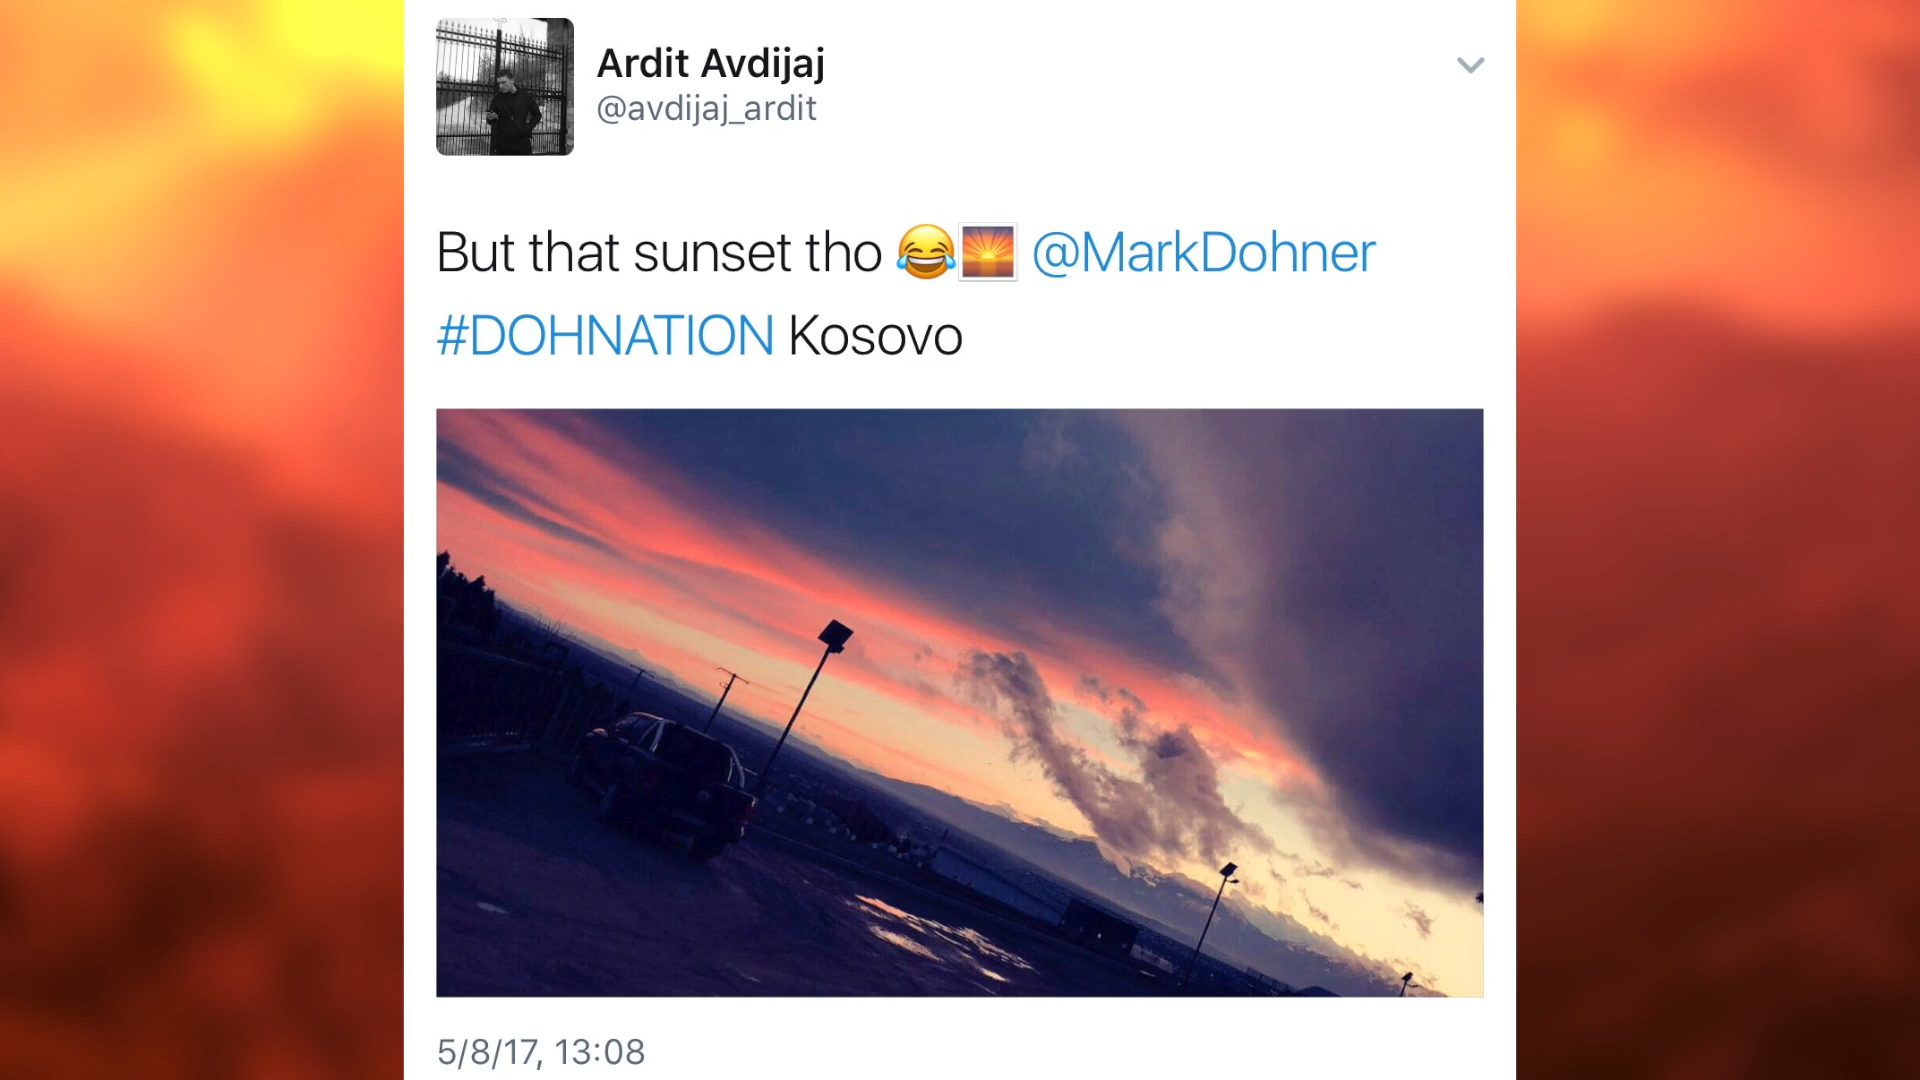 Ardit Avdijaj
@avdijaj_ardit
But that sunset tho 😂🌅 @MarkDohner
#DOHNATION Kosovo
5/8/17, 13:08